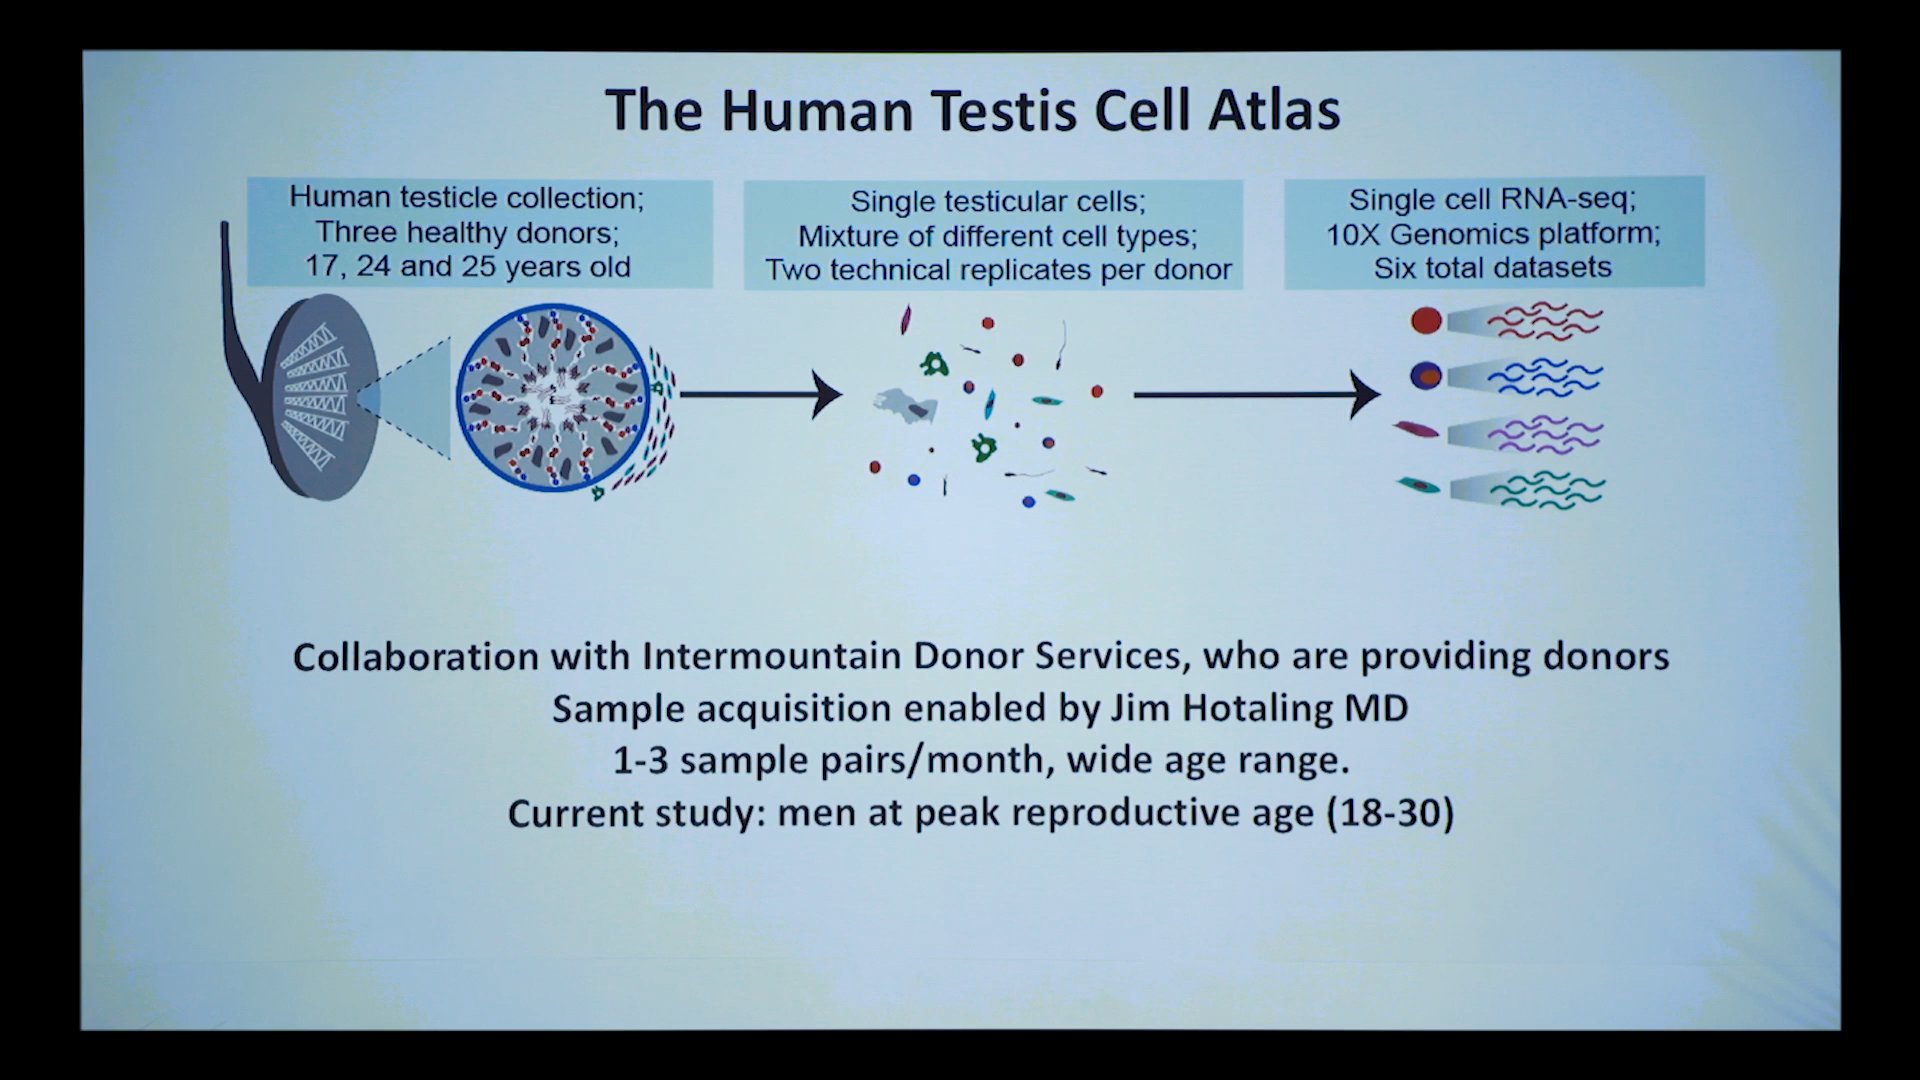 The Human Testis Cell Atlas
Human testicle collection;
Three healthy donors;
17, 24 and 25 years old
Single testicular cells;
Mixture of different cell types;
Two technical replicates per donor
Single cell RNA-seq;
10X Genomics platform;
Six total datasets
Collaboration with Intermountain Donor Services, who are providing donors
Sample acquisition enabled by Jim Hotaling MD
1-3 sample pairs/month, wide age range.
Current study: men at peak reproductive age (18-30)